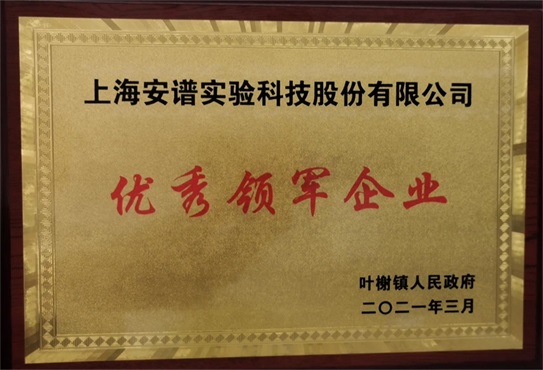 上海安谱实验科技股份有限公司
优秀领军企业
叶榭镇人民政府
二〇二一年三月